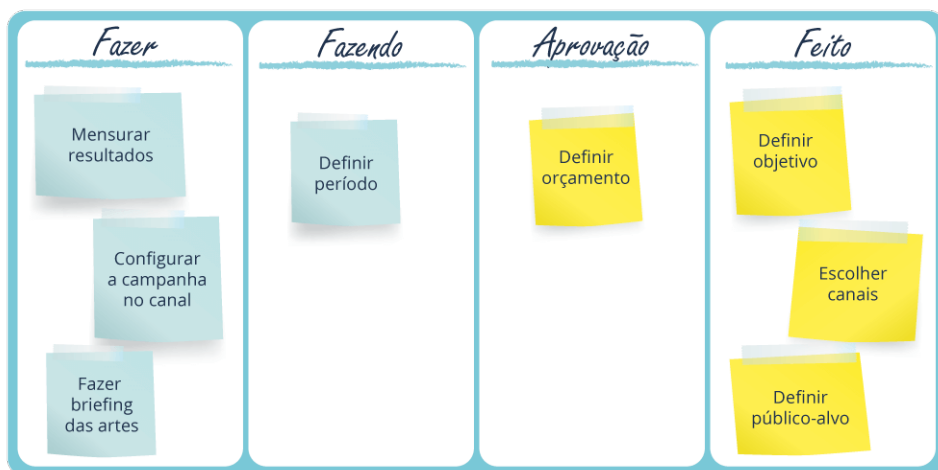 Fazer
Mensurar
resultados
Configurar
a campanha
no canal
Fazer
briefing
das artes
Fazendo
Definir
período
Aprovação
Definir
orçamento
Feito
Definir
objetivo
Escolher
canais
Definir
público-alvo